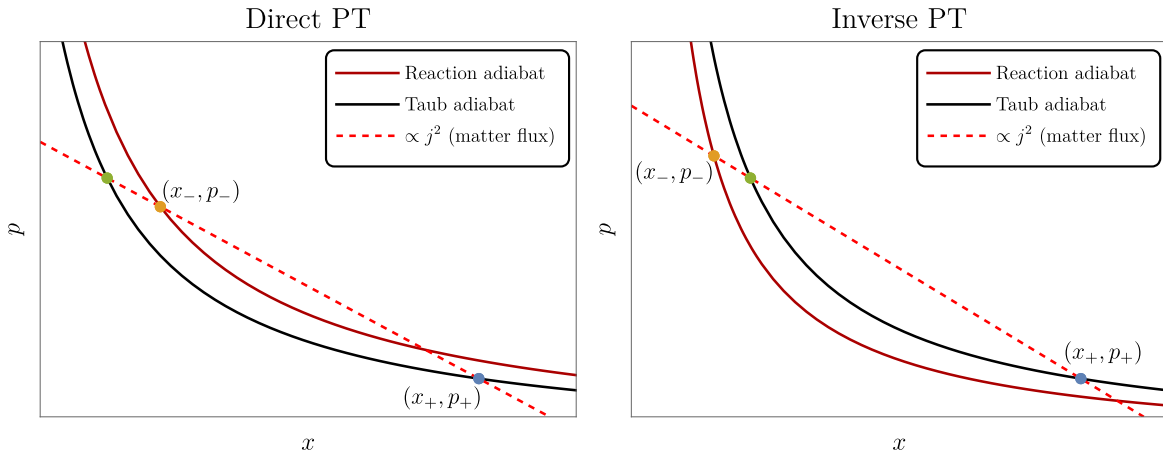 Direct PT
Reaction adiabat
Taub adiabat
∝ j² (matter flux)
(x₋, p₋)
(x₊, p₊)
p
x
Inverse PT
Reaction adiabat
Taub adiabat
∝ j² (matter flux)
(x₋, p₋)
(x₊, p₊)
p
x